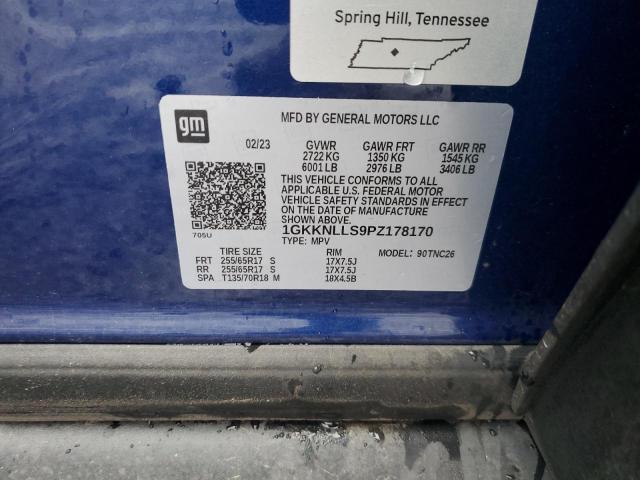 Spring Hill, Tennessee
gm
MFD BY GENERAL MOTORS LLC
02/23 GVWR GAWR FRT GAWR RR
2722 KG 1350 KG 1545 KG
6001 LB 2976 LB 3406 LB
THIS VEHICLE CONFORMS TO ALL
APPLICABLE U.S. FEDERAL MOTOR
VEHICLE SAFETY STANDARDS IN EFFECT
ON THE DATE OF MANUFACTURE
SHOWN ABOVE.
1GKKNLLS9PZ178170
705U
TYPE: MPV MODEL: 90TNC26
TIRE SIZE RIM
FRT 255/65R17 S 17X7.5J
RR 255/65R17 S 17X7.5J
SPA T135/70R18 M 18X4.5B